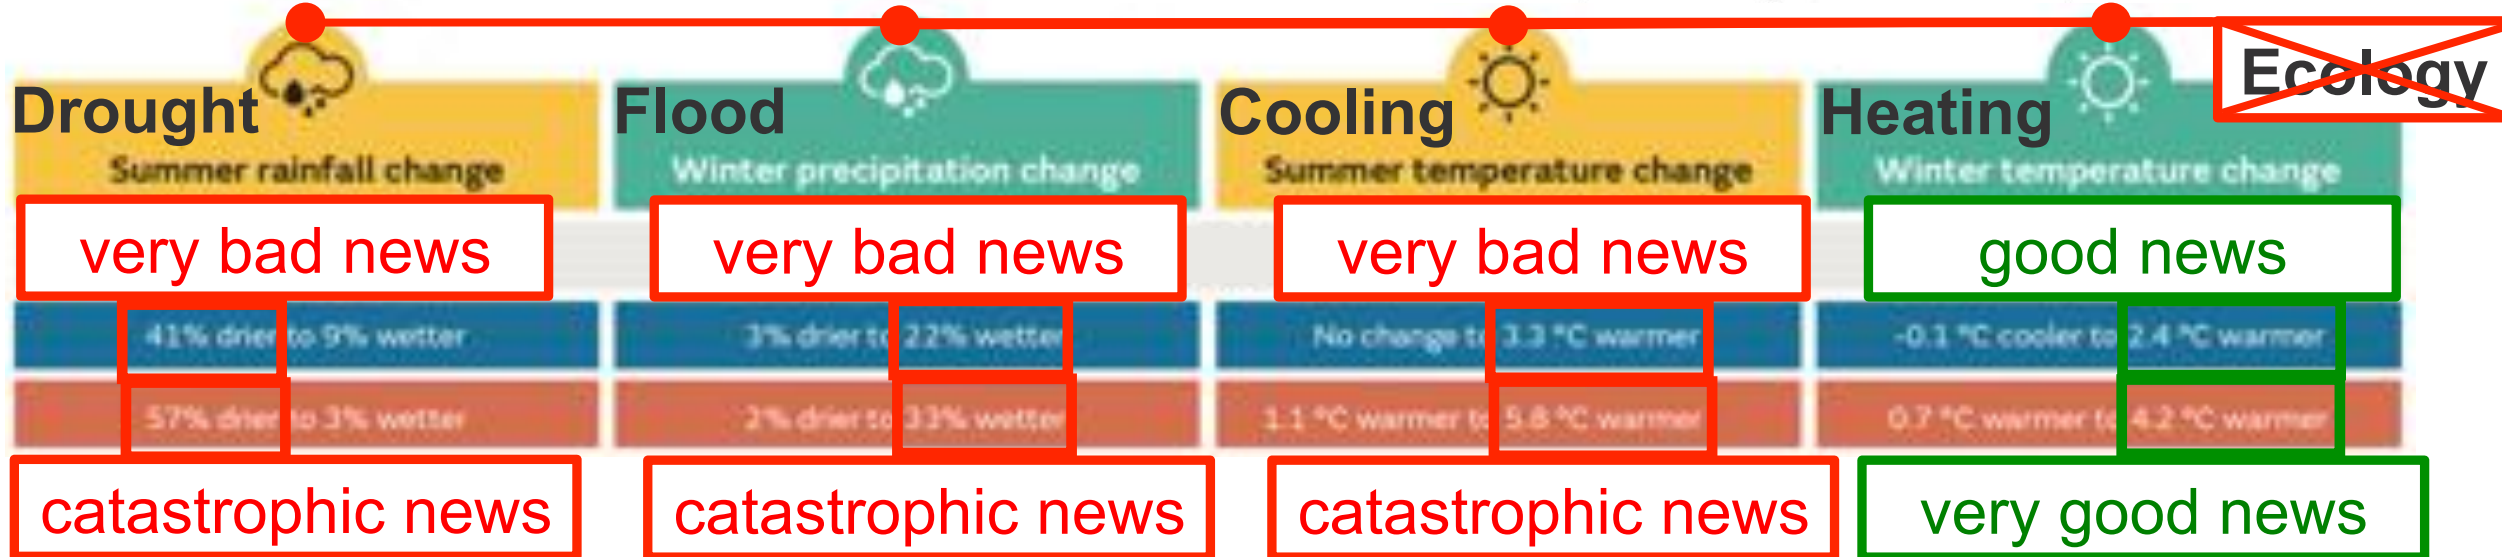 Ecology
Drought
Flood
Cooling
Heating
Summer rainfall change
Winter precipitation change
Summer temperature change
Winter temperature change
very bad news
very bad news
very bad news
good news
41% drier to 9% wetter
3% drier to 22% wetter
No change to 3.3 °C warmer
-0.1 °C cooler to 2.4 °C warmer
57% drier to 3% wetter
2% drier to 33% wetter
1.1 °C warmer to 5.8 °C warmer
0.7 °C warmer to 4.2 °C warmer
catastrophic news
catastrophic news
catastrophic news
very good news